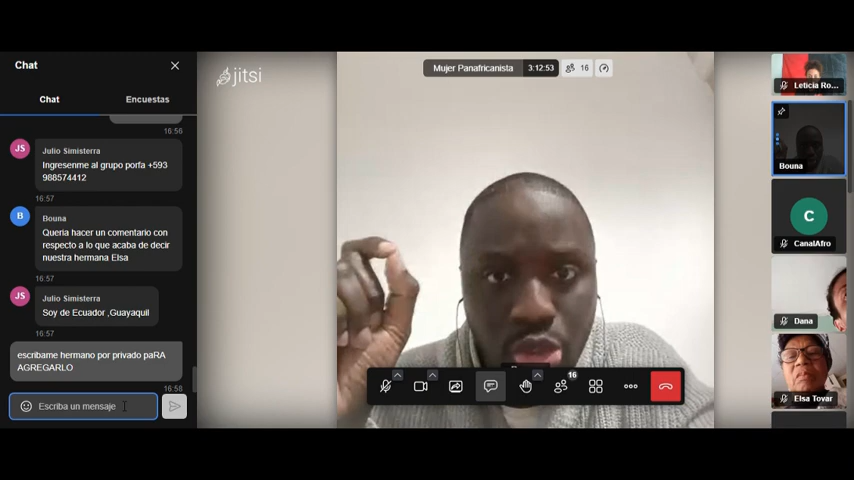 Chat
Chat
Encuestas
16:56
JS
Julio Simisterra
Ingresenme al grupo porfa +593
988574412
16:57
B
Bouna
Queria hacer un comentario con
respecto a lo que acaba de decir
nuestra hermana Elsa
16:57
JS
Julio Simisterra
Soy de Ecuador ,Guayaquil
16:57
escribame hermano por privado paRA
AGREGARLO
16:58
Escriba un mensaje
jitsi
Mujer Panafricanista
3:12:53
16
16
Leticia Ro...
Bouna
C
CanalAfro
Dana
Elsa Tovar